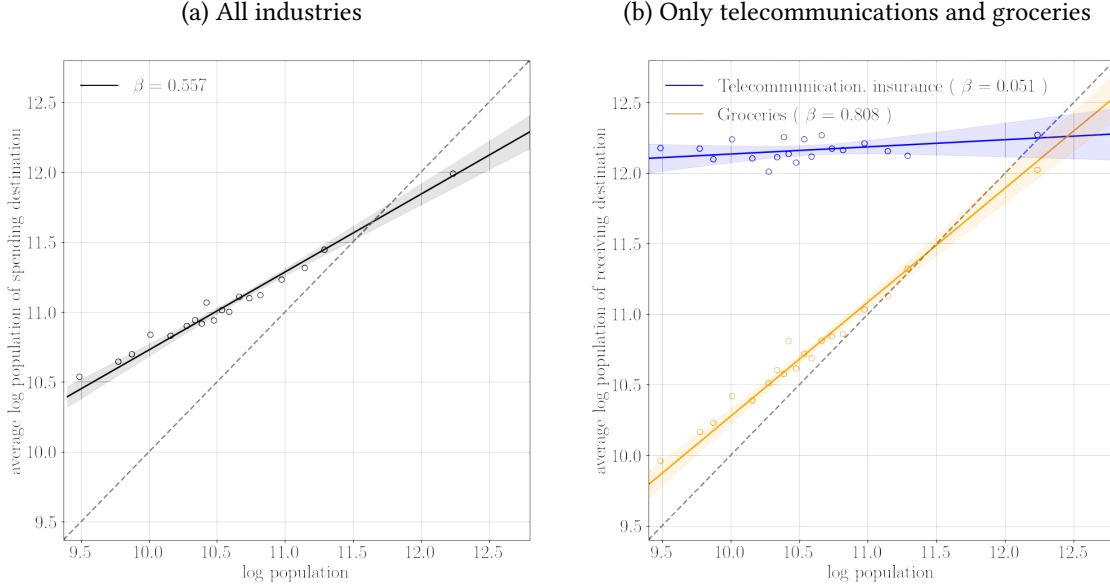 (a) All industries
β = 0.557
12.5
12.0
11.5
11.0
10.5
10.0
9.5
average log population of spending destination
9.5 10.0 10.5 11.0 11.5 12.0 12.5
log population
(b) Only telecommunications and groceries
Telecommunication, insurance ( β = 0.051 )
Groceries ( β = 0.808 )
12.5
12.0
11.5
11.0
10.5
10.0
9.5
average log population of receiving destination
9.5 10.0 10.5 11.0 11.5 12.0 12.5
log population